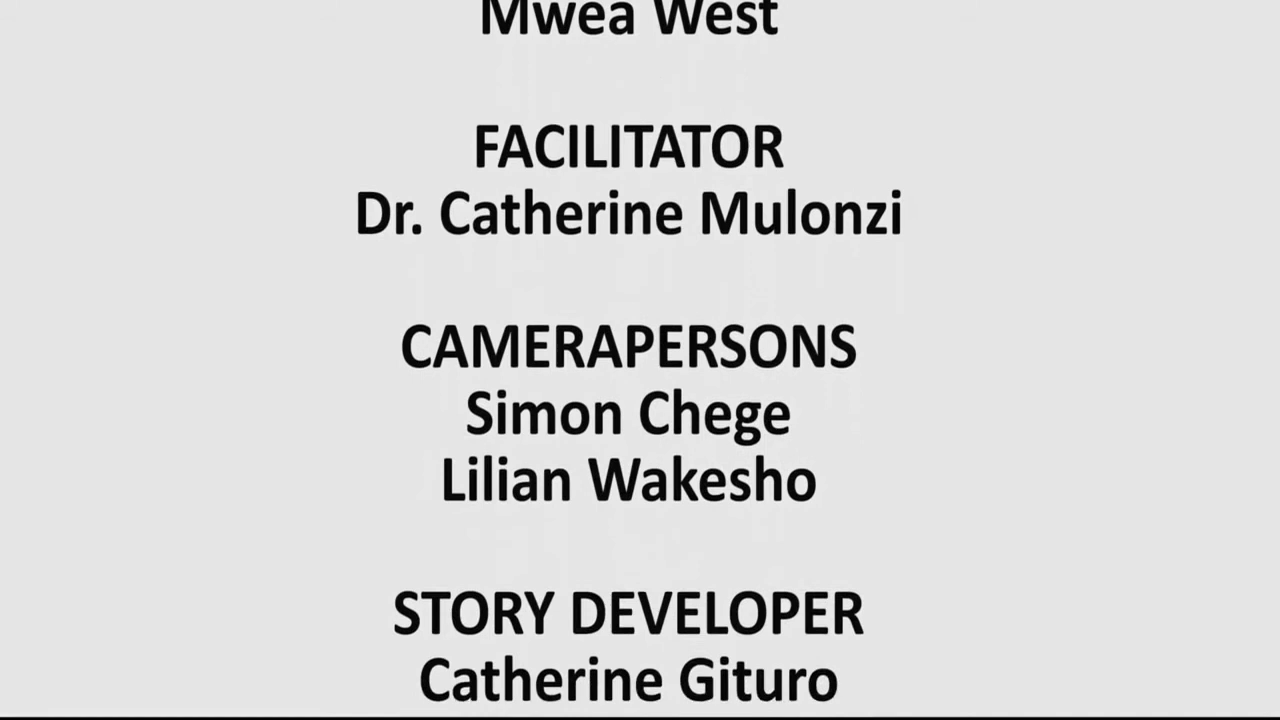 Mwea West
FACILITATOR
Dr. Catherine Mulonzi
CAMERAPERSONS
Simon Chege
Lilian Wakesho
STORY DEVELOPER
Catherine Gituro